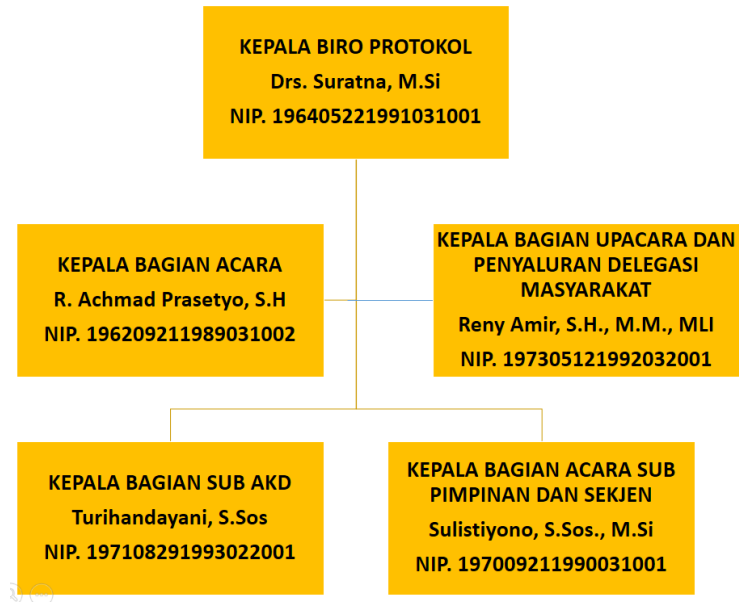 KEPALA BIRO PROTOKOL
Drs. Suratna, M.Si
NIP. 196405221991031001
KEPALA BAGIAN ACARA
R. Achmad Prasetyo, S.H
NIP. 196209211989031002
KEPALA BAGIAN UPACARA DAN
PENYALURAN DELEGASI
MASYARAKAT
Reny Amir, S.H., M.M., MLI
NIP. 197305121992032001
KEPALA BAGIAN SUB AKD
Turihandayani, S.Sos
NIP. 197108291993022001
KEPALA BAGIAN ACARA SUB
PIMPINAN DAN SEKJEN
Sulistiyono, S.Sos., M.Si
NIP. 197009211990031001